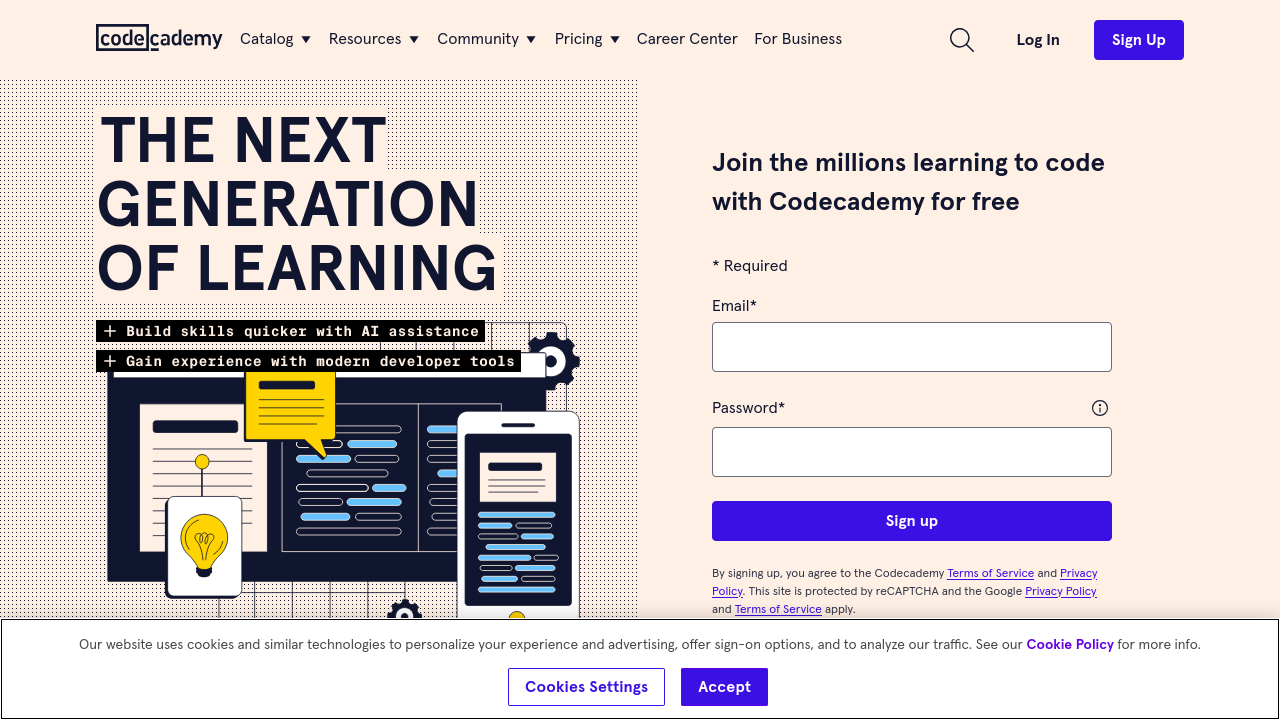 codecademy
Catalog
Resources
Community
Pricing
Career Center
For Business
Log In
Sign Up
THE NEXT
GENERATION
OF LEARNING
Build skills quicker with AI assistance
Gain experience with modern developer tools
Join the millions learning to code
with Codecademy for free
* Required
Email*
Password*
Sign up
By signing up, you agree to the Codecademy Terms of Service and Privacy
Policy. This site is protected by reCAPTCHA and the Google Privacy Policy
and Terms of Service apply.
Our website uses cookies and similar technologies to personalize your experience and advertising, offer sign-on options, and to analyze our traffic. See our Cookie Policy for more info.
Cookies Settings
Accept